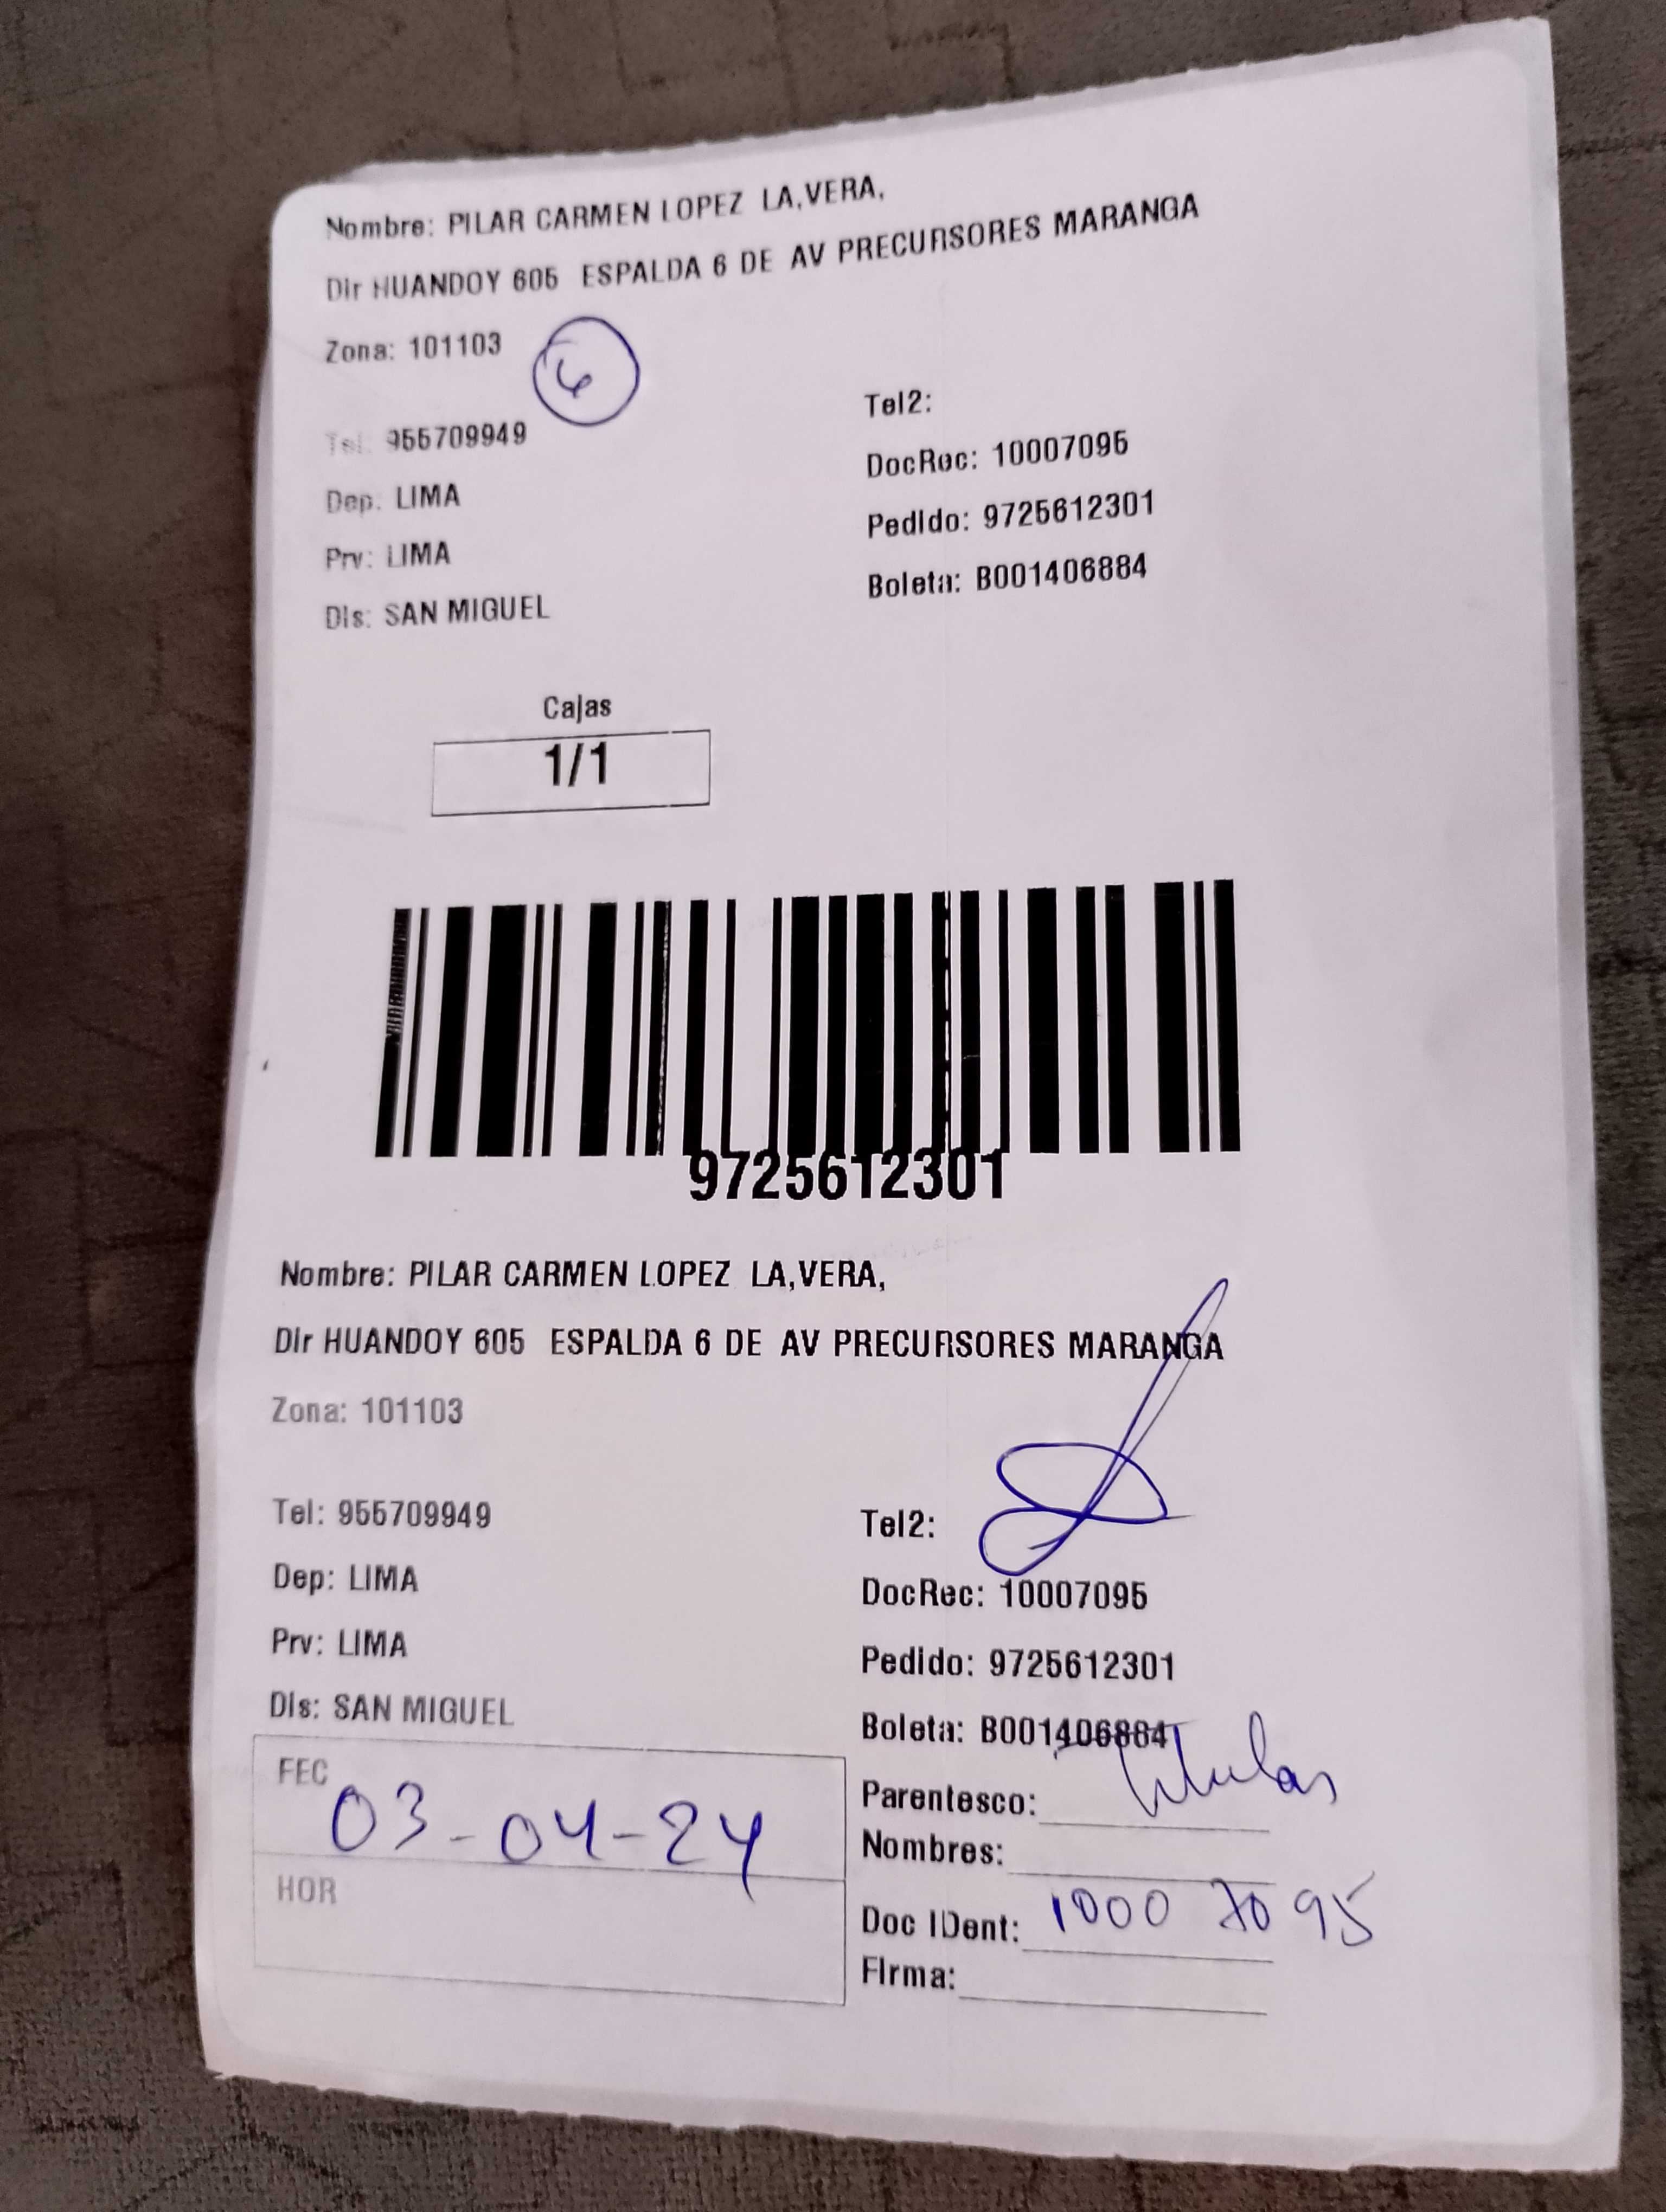 Nombre: PILAR CARMEN LOPEZ LA,VERA,
Dir HUANDOY 605 ESPALDA 6 DE AV PRECURSORES MARANGA
Zona: 101103
6
Tel: 955709949
Tel2:
DocRec: 10007095
Dep: LIMA
Pedido: 9725612301
Prv: LIMA
Boleta: B001406884
Dis: SAN MIGUEL
Cajas
1/1
9725612301
Nombre: PILAR CARMEN LOPEZ LA,VERA,
Dir HUANDOY 605 ESPALDA 6 DE AV PRECURSORES MARANGA
Zona: 101103
Tel: 955709949
Tel2:
Dep: LIMA
DocRec: 10007095
Prv: LIMA
Pedido: 9725612301
Dis: SAN MIGUEL
Boleta: B001406884
FEC 03-04-24
Parentesco: titular
Nombres:
HOR
Doc IDent: 10007095
Firma: